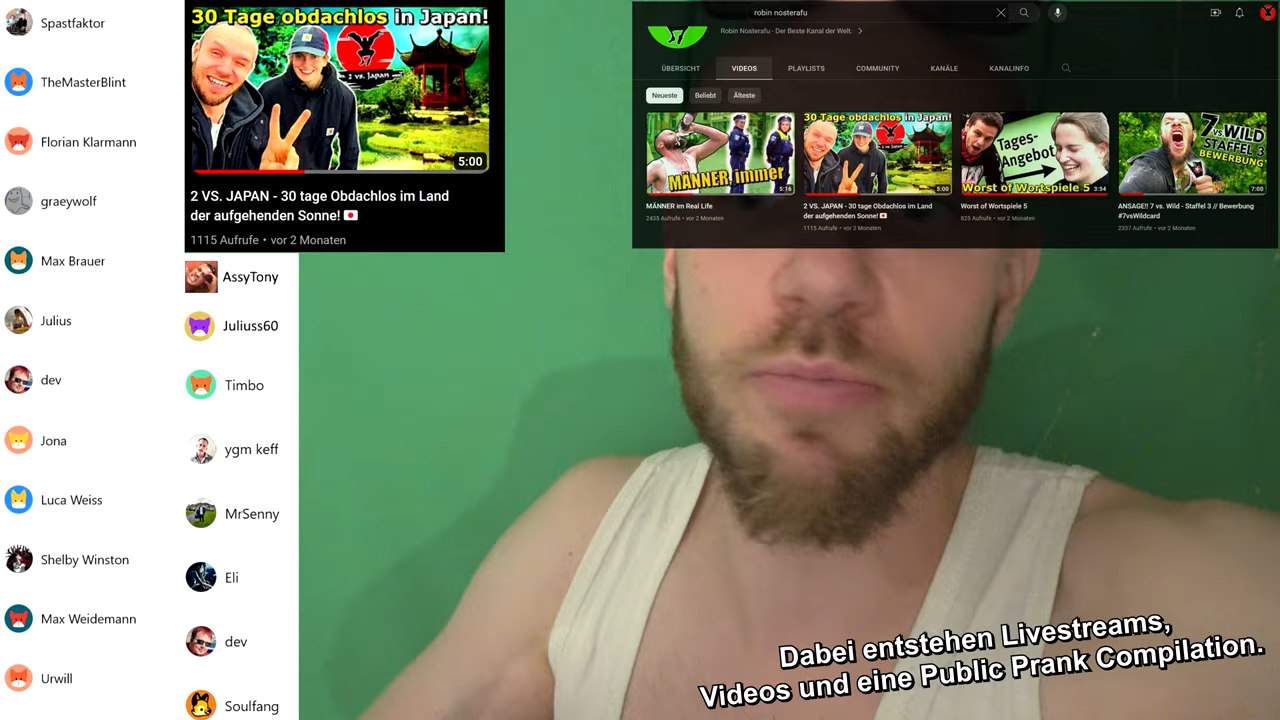 Spastfaktor
TheMasterBlint
Florian Klarmann
graeywolf
Max Brauer
Julius
dev
Jona
Luca Weiss
Shelby Winston
Max Weidemann
Urwill
30 Tage obdachlos in Japan!
2 vs. JAPAN
5:00
2 VS. JAPAN - 30 tage Obdachlos im Land
der aufgehenden Sonne! 🇯🇵
1115 Aufrufe • vor 2 Monaten
AssyTony
Juliuss60
Timbo
ygm keff
MrSenny
Eli
dev
Soulfang
robin nosterafu
Robin Nosterafu - Der Beste Kanal der Welt.
ÜBERSICHT VIDEOS PLAYLISTS COMMUNITY KANÄLE KANALINFO
Neueste Beliebt Älteste
MÄNNER immer
5:16
MÄNNER im Real Life
2435 Aufrufe • vor 2 Monaten
30 Tage obdachlos in Japan!
5:00
2 VS. JAPAN - 30 tage Obdachlos im Land
der aufgehenden Sonne! 🇯🇵
1115 Aufrufe • vor 2 Monaten
Tages-
Angebot
Worst of Wortspiele 5
3:54
Worst of Wortspiele 5
825 Aufrufe • vor 2 Monaten
7 vs. WILD
STAFFEL 3
BEWERBUNG
7:00
ANSAGE!! 7 vs. Wild - Staffel 3 // Bewerbung
#7vsWildcard
2337 Aufrufe • vor 2 Monaten
Dabei entstehen Livestreams,
Videos und eine Public Prank Compilation.